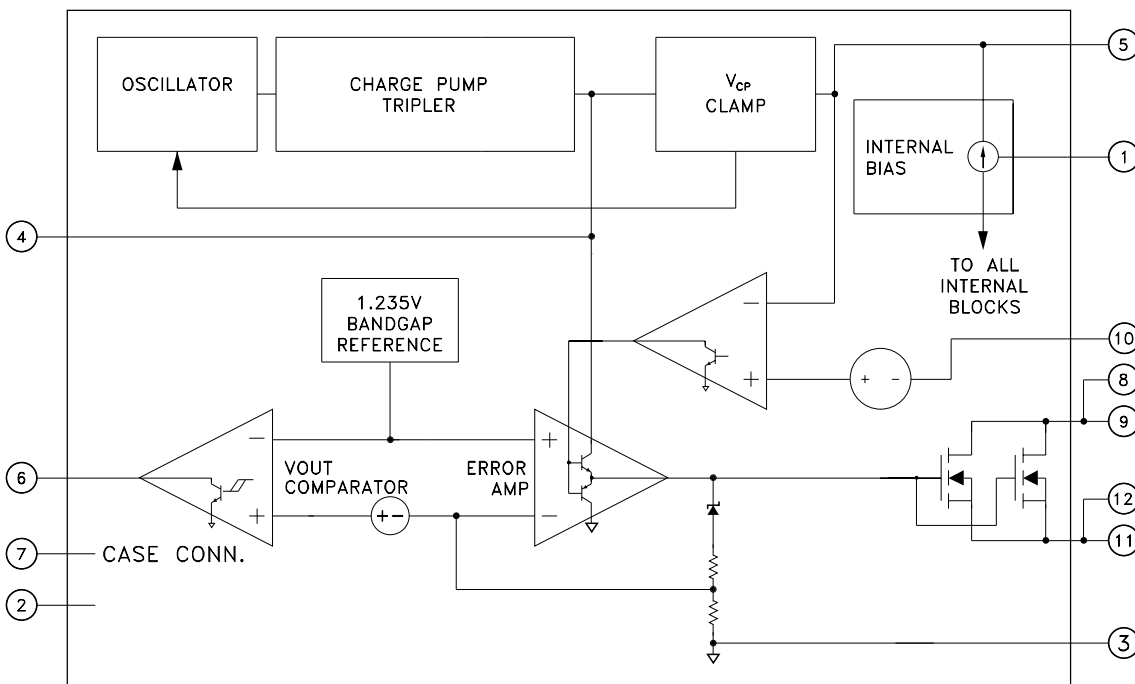 OSCILLATOR
CHARGE PUMP
TRIPLER
VCP
CLAMP
5
INTERNAL
BIAS
1
4
TO ALL
INTERNAL
BLOCKS
1.235V
BANDGAP
REFERENCE
−
+
+ -
10
8
9
6
−
+
VOUT
COMPARATOR
+-
ERROR
AMP
+
−
12
11
7
CASE CONN.
2
3